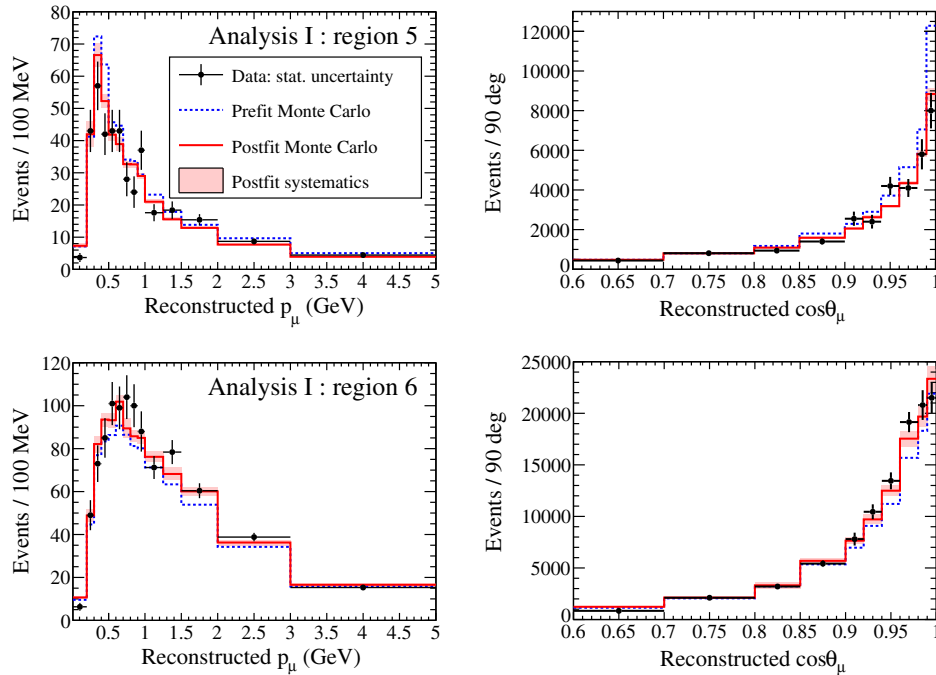 Analysis I : region 5
Data: stat. uncertainty
Prefit Monte Carlo
Postfit Monte Carlo
Postfit systematics
Events / 100 MeV
80
70
60
50
40
30
20
10
0
0.5 1 1.5 2 2.5 3 3.5 4 4.5 5
Reconstructed pμ (GeV)
Events / 90 deg
12000
10000
8000
6000
4000
2000
0
0.6 0.65 0.7 0.75 0.8 0.85 0.9 0.95 1
Reconstructed cosθμ
Analysis I : region 6
Events / 100 MeV
120
100
80
60
40
20
0
0.5 1 1.5 2 2.5 3 3.5 4 4.5 5
Reconstructed pμ (GeV)
Events / 90 deg
25000
20000
15000
10000
5000
0
0.6 0.65 0.7 0.75 0.8 0.85 0.9 0.95 1
Reconstructed cosθμ